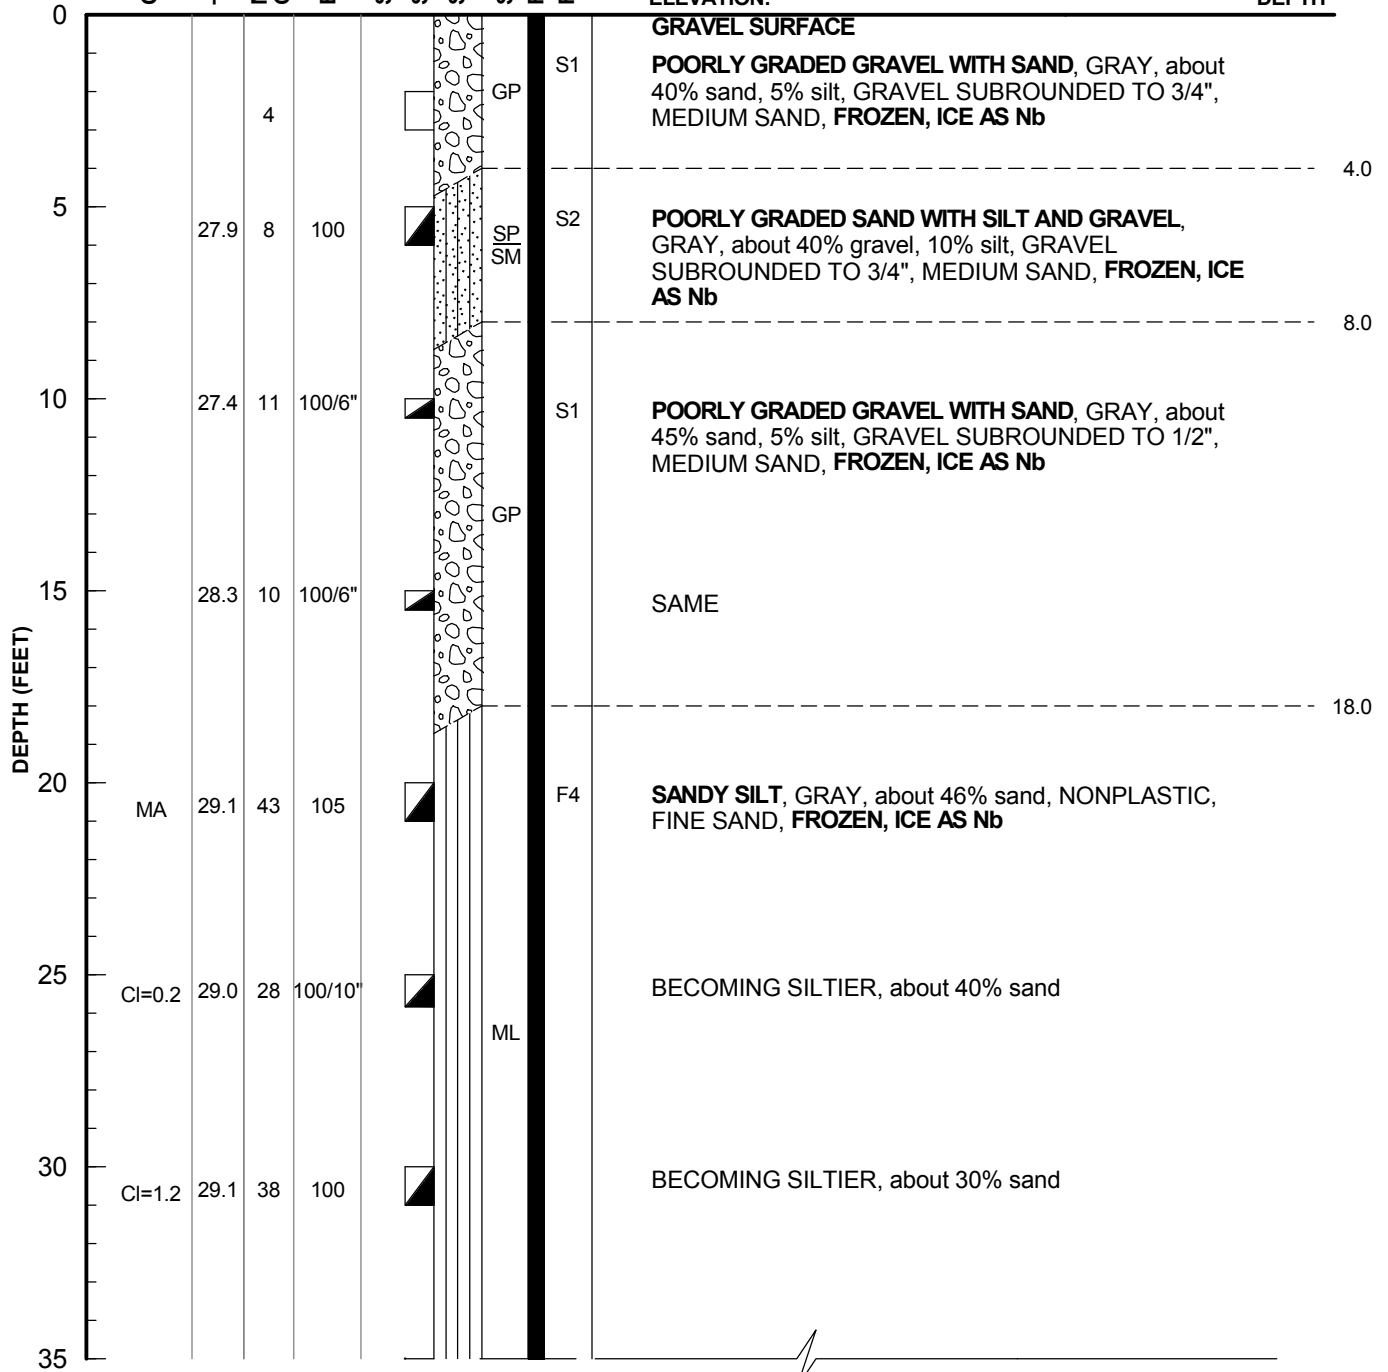 ELEVATION: DEPTH
0
GRAVEL SURFACE
S1 POORLY GRADED GRAVEL WITH SAND, GRAY, about
GP 40% sand, 5% silt, GRAVEL SUBROUNDED TO 3/4",
4 MEDIUM SAND, FROZEN, ICE AS Nb
4.0
5
27.9 8 100 SP
SM S2 POORLY GRADED SAND WITH SILT AND GRAVEL,
GRAY, about 40% gravel, 10% silt, GRAVEL
SUBROUNDED TO 3/4", MEDIUM SAND, FROZEN, ICE
AS Nb
8.0
10 27.4 11 100/6" S1 POORLY GRADED GRAVEL WITH SAND, GRAY, about
45% sand, 5% silt, GRAVEL SUBROUNDED TO 1/2",
MEDIUM SAND, FROZEN, ICE AS Nb
GP
15 28.3 10 100/6" SAME
DEPTH (FEET)
18.0
20 MA 29.1 43 105 F4 SANDY SILT, GRAY, about 46% sand, NONPLASTIC,
FINE SAND, FROZEN, ICE AS Nb
25 Cl=0.2 29.0 28 100/10" BECOMING SILTIER, about 40% sand
ML
30 Cl=1.2 29.1 38 100 BECOMING SILTIER, about 30% sand
35